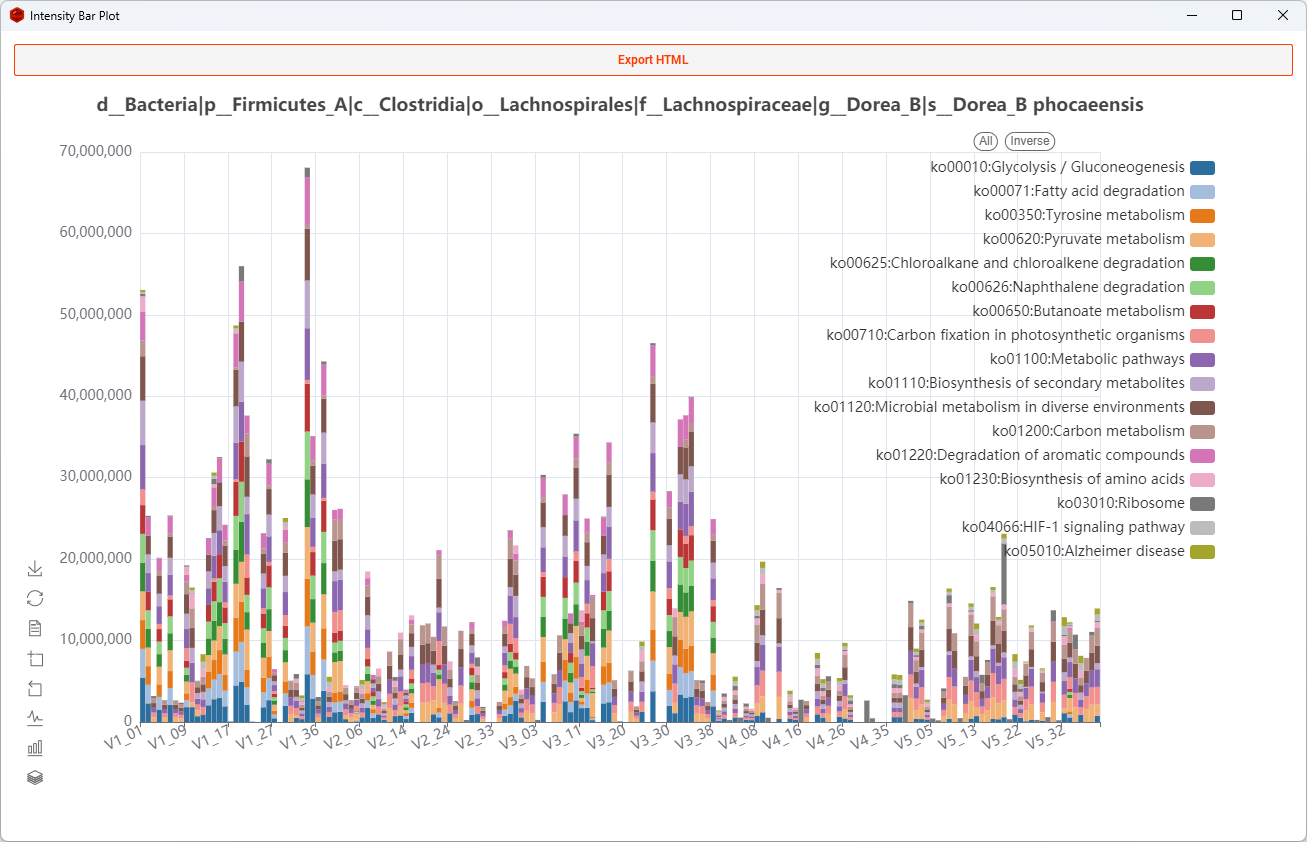 Intensity Bar Plot
Export HTML
d__Bacteria|p__Firmicutes_A|c__Clostridia|o__Lachnospirales|f__Lachnospiraceae|g__Dorea_B|s__Dorea_B phocaeensis
All Inverse
70,000,000
60,000,000
50,000,000
40,000,000
30,000,000
20,000,000
10,000,000
0
ko00010:Glycolysis / Gluconeogenesis
ko00071:Fatty acid degradation
ko00350:Tyrosine metabolism
ko00620:Pyruvate metabolism
ko00625:Chloroalkane and chloroalkene degradation
ko00626:Naphthalene degradation
ko00650:Butanoate metabolism
ko00710:Carbon fixation in photosynthetic organisms
ko01100:Metabolic pathways
ko01110:Biosynthesis of secondary metabolites
ko01120:Microbial metabolism in diverse environments
ko01200:Carbon metabolism
ko01220:Degradation of aromatic compounds
ko01230:Biosynthesis of amino acids
ko03010:Ribosome
ko04066:HIF-1 signaling pathway
ko05010:Alzheimer disease
V1_01 V1_09 V1_17 V1_27 V1_36 V2_06 V2_14 V2_24 V2_33 V3_03 V3_11 V3_20 V3_30 V3_38 V4_08 V4_16 V4_26 V4_35 V5_05 V5_13 V5_22 V5_32